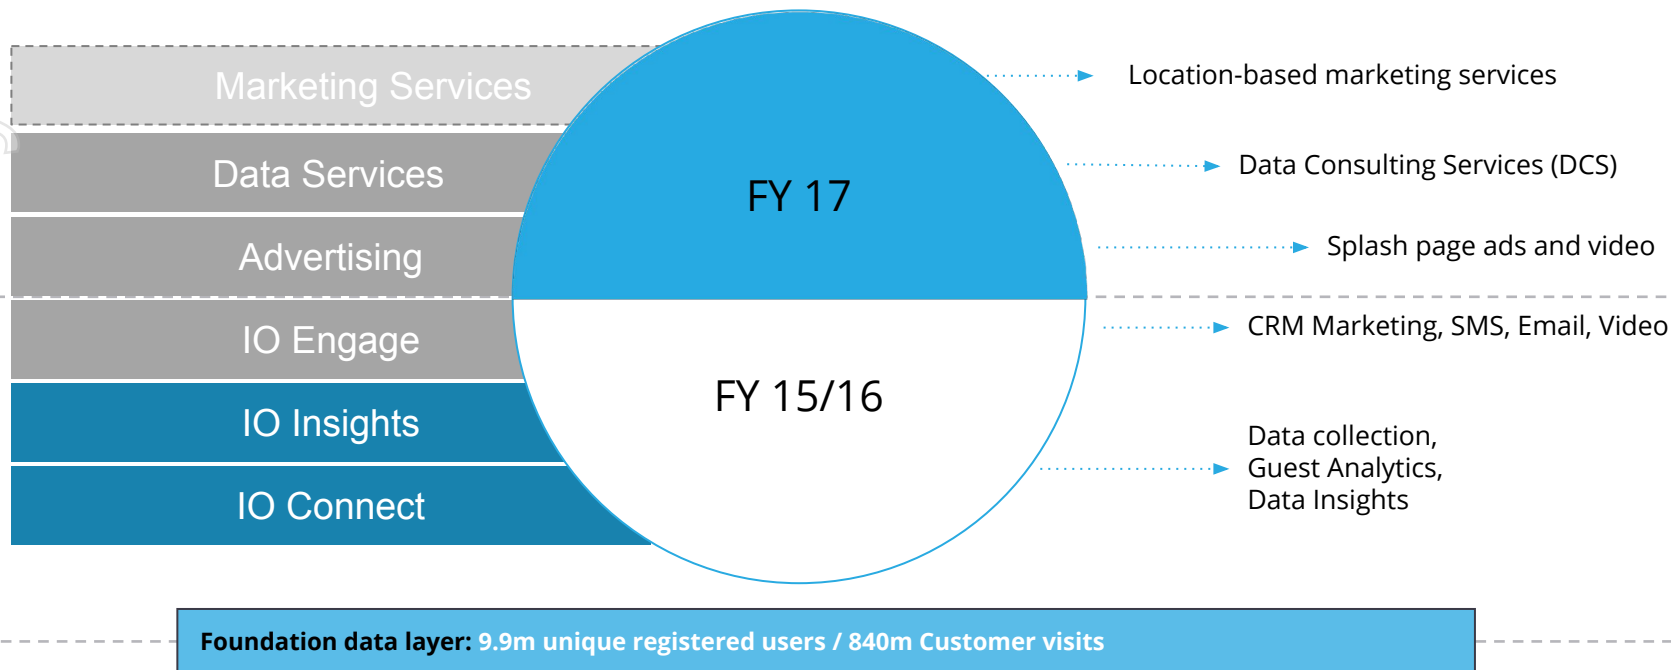 Marketing Services
Data Services
Advertising
IO Engage
IO Insights
IO Connect
FY 17
FY 15/16
Location-based marketing services
Data Consulting Services (DCS)
Splash page ads and video
CRM Marketing, SMS, Email, Video
Data collection,
Guest Analytics,
Data Insights
Foundation data layer: 9.9m unique registered users / 840m Customer visits